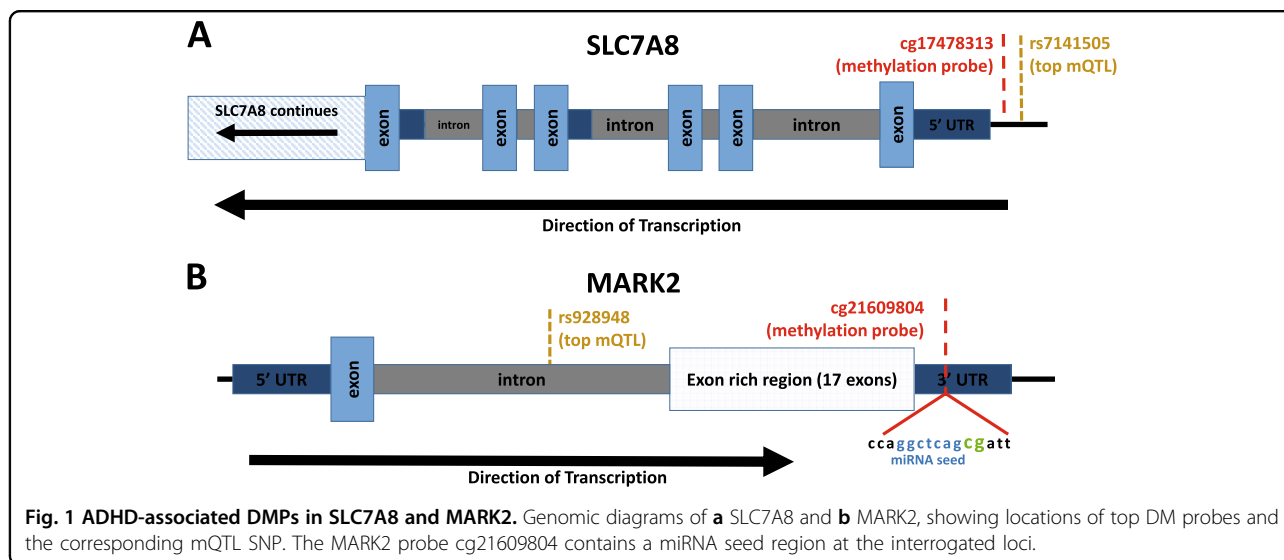 A
SLC7A8
cg17478313
(methylation probe)
rs7141505
(top mQTL)
SLC7A8 continues
exon
intron
exon
exon
intron
exon
exon
intron
exon
5' UTR
Direction of Transcription
B
MARK2
rs928948
(top mQTL)
cg21609804
(methylation probe)
5' UTR
exon
intron
Exon rich region (17 exons)
3' UTR
ccaggctcagcgatt
miRNA seed
Direction of Transcription
Fig. 1 ADHD-associated DMPs in SLC7A8 and MARK2. Genomic diagrams of a SLC7A8 and b MARK2, showing locations of top DM probes and
the corresponding mQTL SNP. The MARK2 probe cg21609804 contains a miRNA seed region at the interrogated loci.